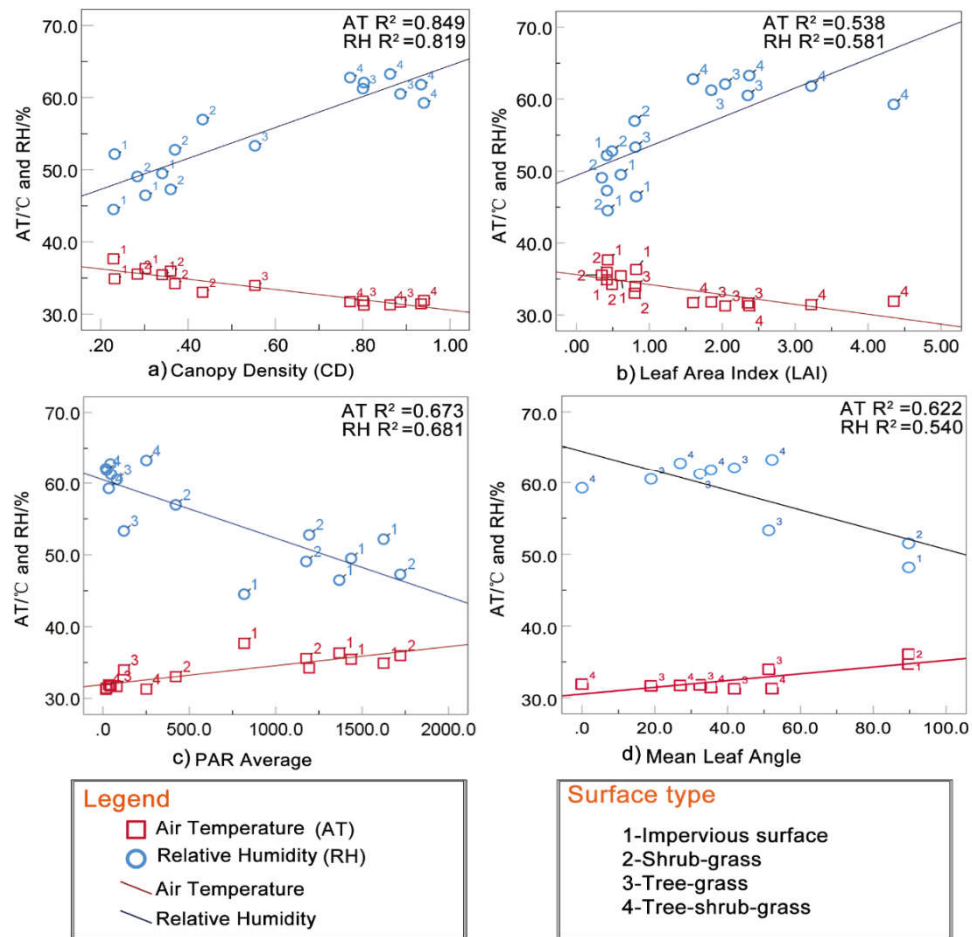 AT R² =0.849
RH R² =0.819
AT/℃ and RH/%
70.0
60.0
50.0
40.0
30.0
.20
.40
.60
.80
1.00
a) Canopy Density (CD)
AT R² =0.538
RH R² =0.581
AT/℃ and RH/%
70.0
60.0
50.0
40.0
30.0
.00
1.00
2.00
3.00
4.00
5.00
b) Leaf Area Index (LAI)
AT R² =0.673
RH R² =0.681
AT/℃ and RH/%
70.0
60.0
50.0
40.0
30.0
.0
500.0
1000.0
1500.0
2000.0
c) PAR Average
AT R² =0.622
RH R² =0.540
AT/℃ and RH/%
70.0
60.0
50.0
40.0
30.0
.0
20.0
40.0
60.0
80.0
100.0
d) Mean Leaf Angle
Legend
Air Temperature (AT)
Relative Humidity (RH)
Air Temperature
Relative Humidity
Surface type
1-Impervious surface
2-Shrub-grass
3-Tree-grass
4-Tree-shrub-grass